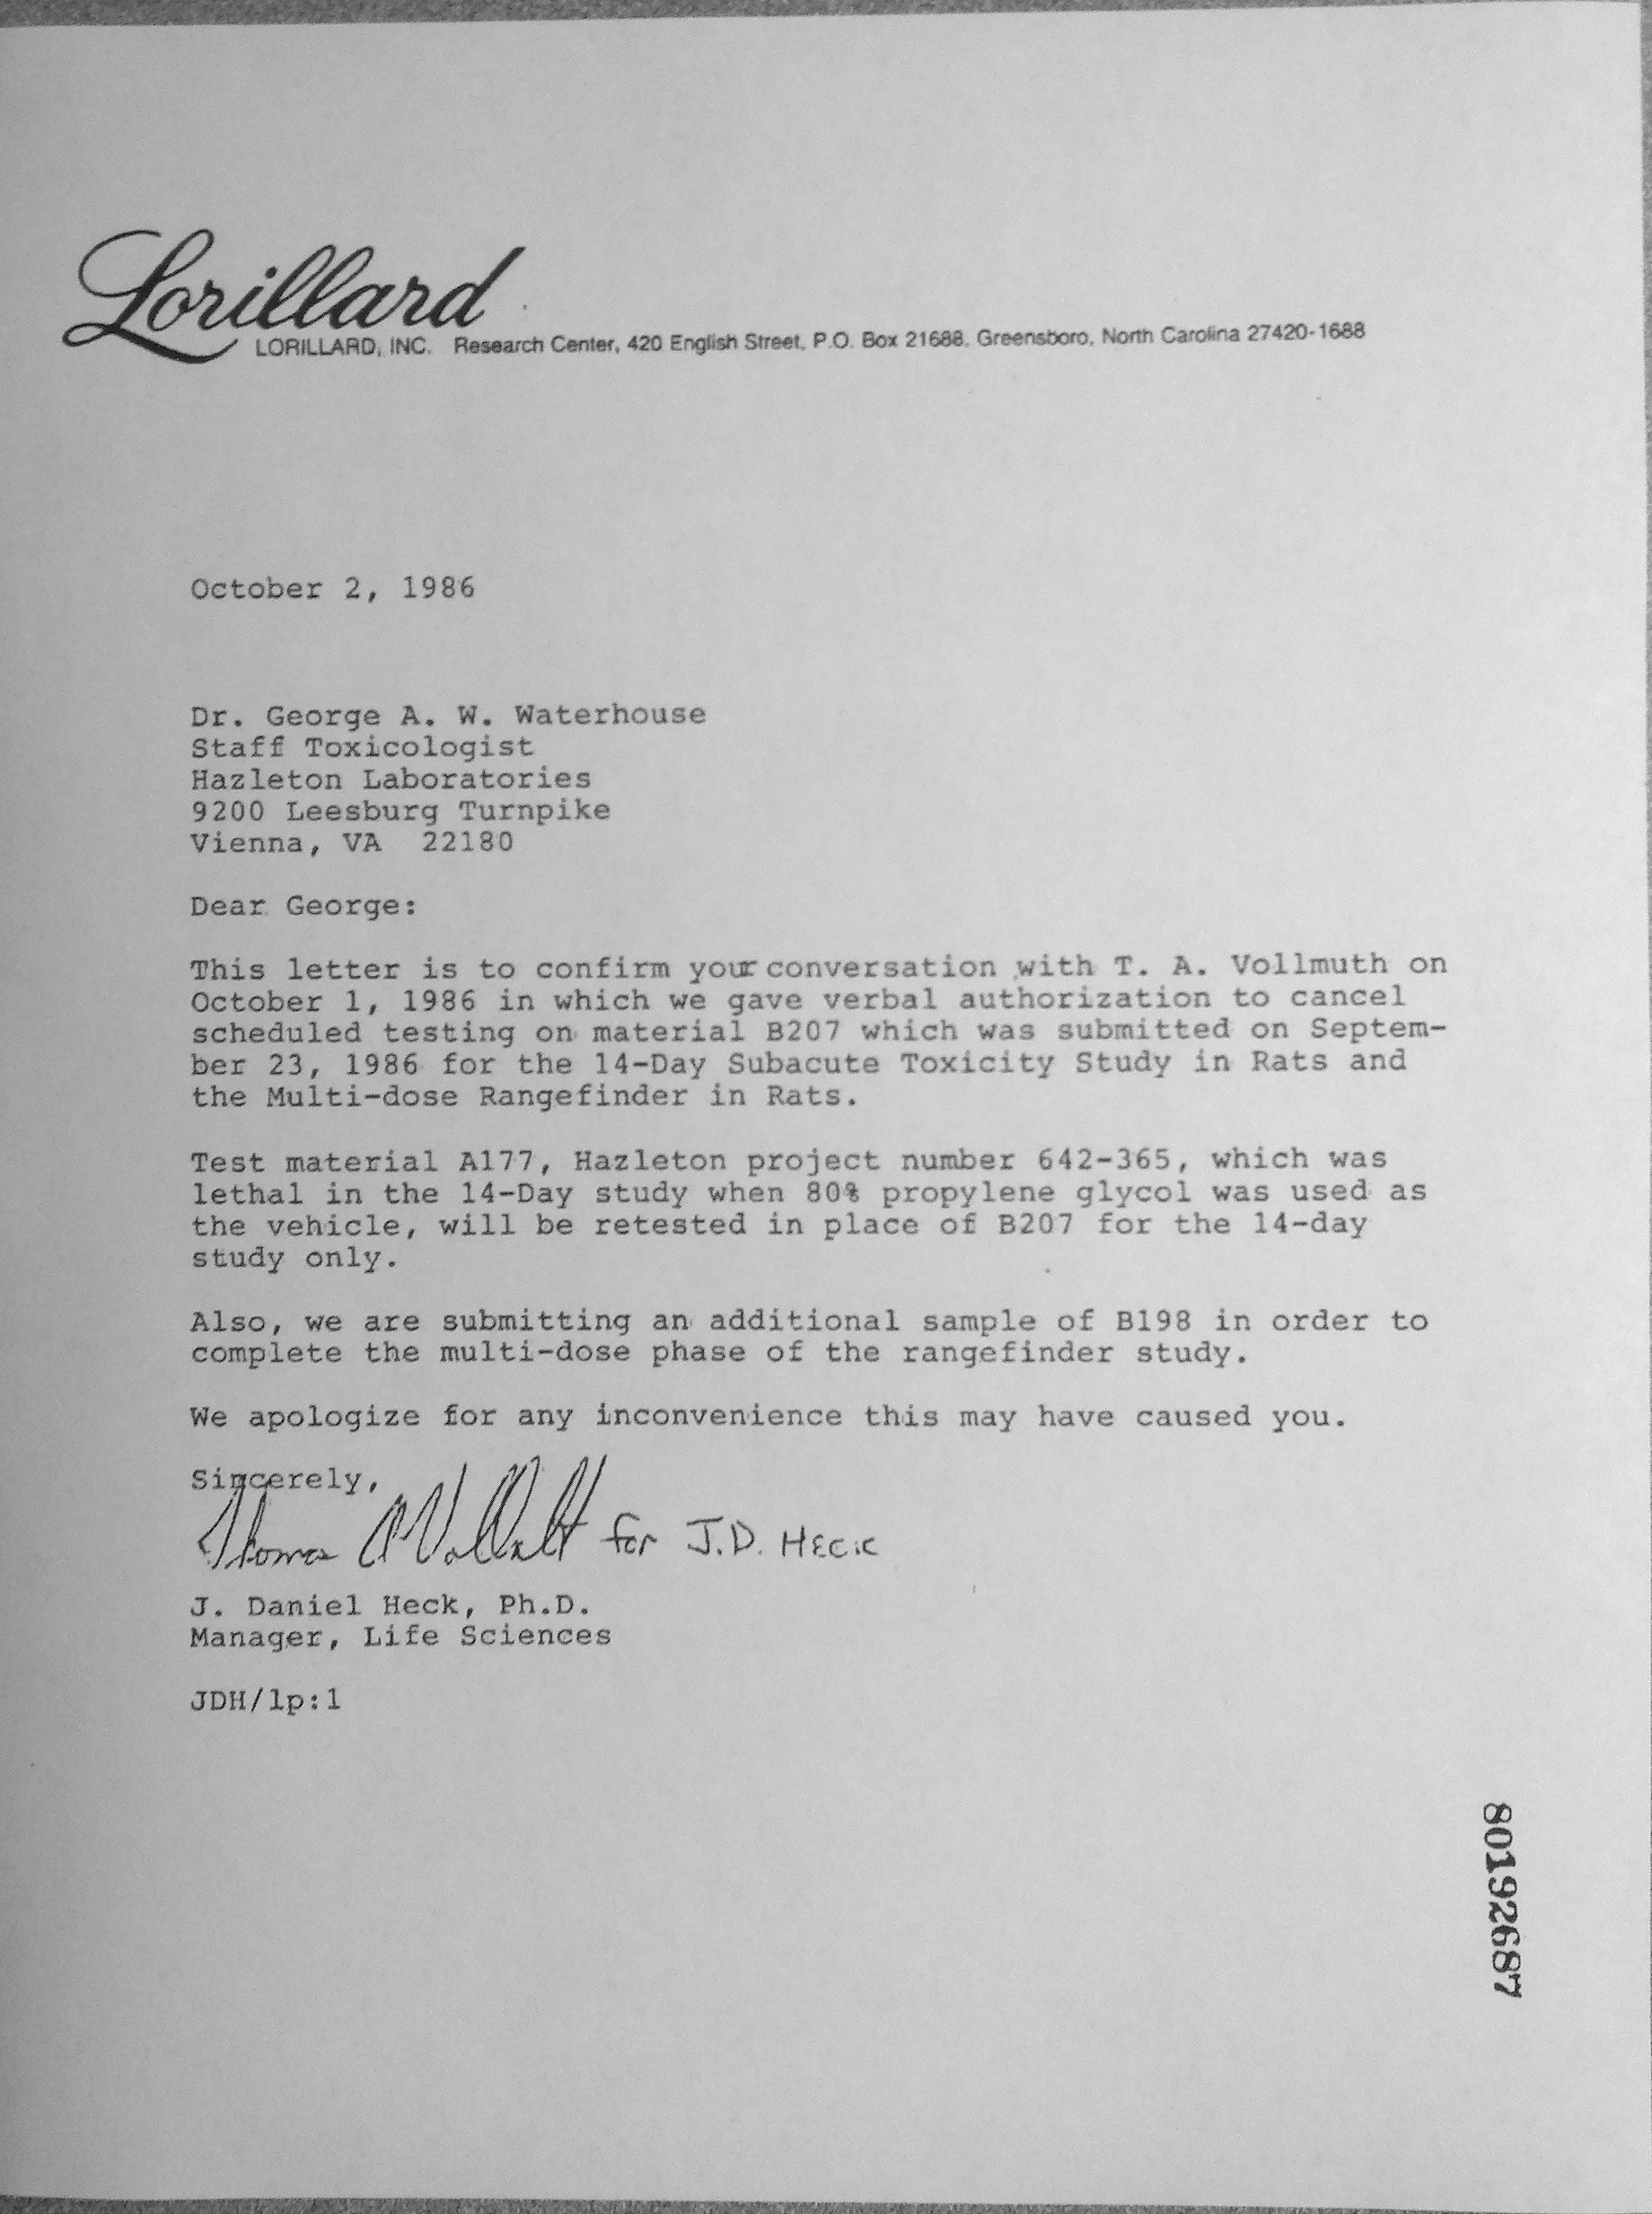 Lorillard
LORILLARD, INC. Research Center, 420 English Street, P.O. Box 21688, Greensboro, North Carolina 27420-1688
October 2, 1986
Dr. George A. W. Waterhouse
Staff Toxicologist
Hazleton Laboratories
9200 Leesburg Turnpike
Vienna, VA 22180
Dear George:
This letter is to confirm your conversation with T. A. Vollmuth on
October 1, 1986 in which we gave verbal authorization to cancel
scheduled testing on material B207 which was submitted on Septem-
ber 23, 1986 for the 14-Day Subacute Toxicity Study in Rats and
the Multi-dose Rangefinder in Rats.
Test material A177, Hazleton project number 642-365, which was
lethal in the 14-Day study when 80% propylene glycol was used as
the vehicle, will be retested in place of B207 for the 14-day
study only.
Also, we are submitting an additional sample of B198 in order to
complete the multi-dose phase of the rangefinder study.
We apologize for any inconvenience this may have caused you.
Sincerely,
Thomas A Vollmuth for J.D. HECK
J. Daniel Heck, Ph.D.
Manager, Life Sciences
JDH/lp:1
80192687